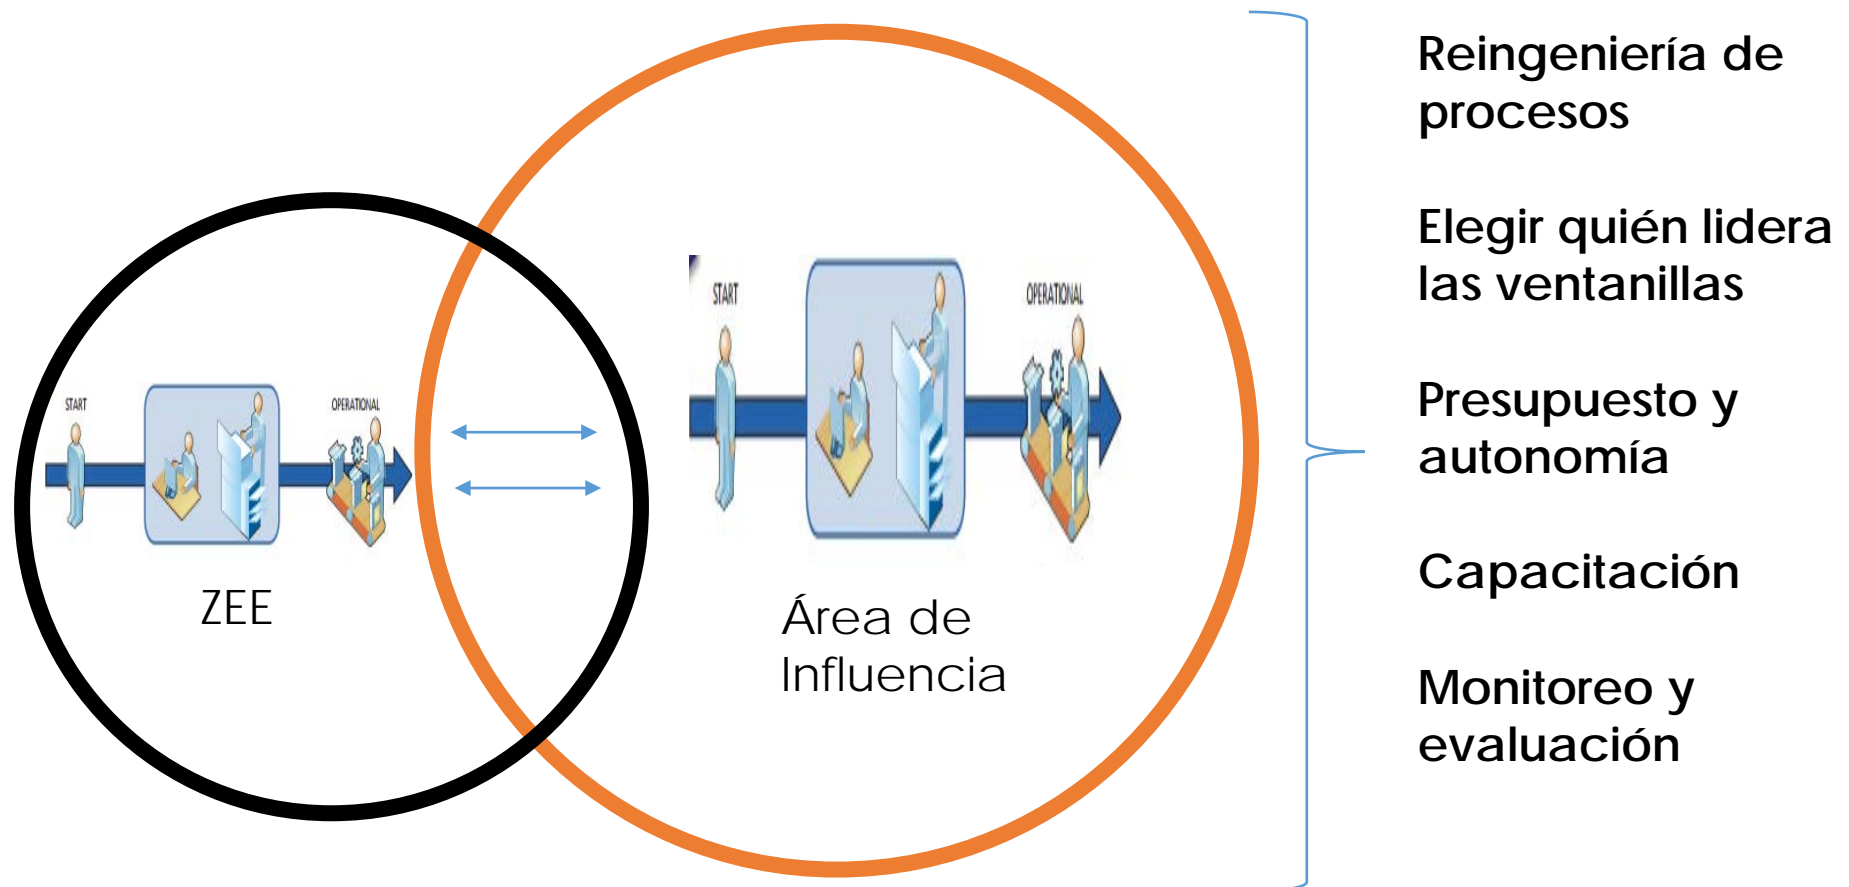 START
OPERATIONAL
ZEE
START
OPERATIONAL
Área de
Influencia
Reingeniería de
procesos
Elegir quién lidera
las ventanillas
Presupuesto y
autonomía
Capacitación
Monitoreo y
evaluación